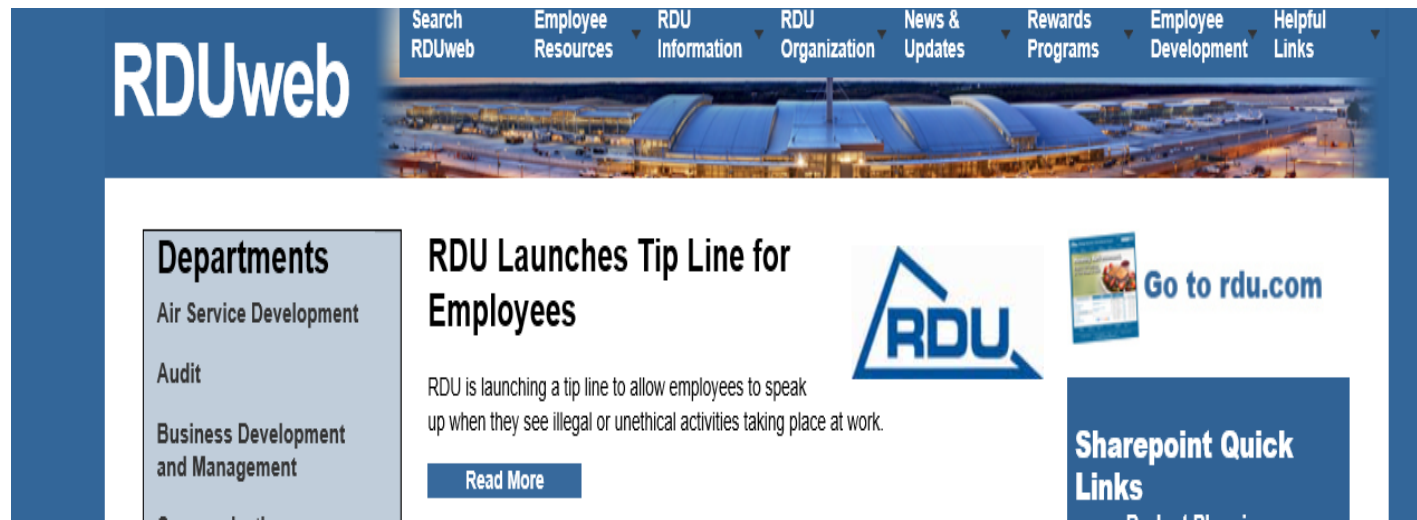 RDUweb
Search
RDUweb
Employee
Resources
RDU
Information
RDU
Organization
News &
Updates
Rewards
Programs
Employee
Development
Helpful
Links
Departments
Air Service Development
Audit
Business Development
and Management
RDU Launches Tip Line for
Employees
RDU is launching a tip line to allow employees to speak
up when they see illegal or unethical activities taking place at work.
Read More
RDU
Go to rdu.com
Sharepoint Quick
Links